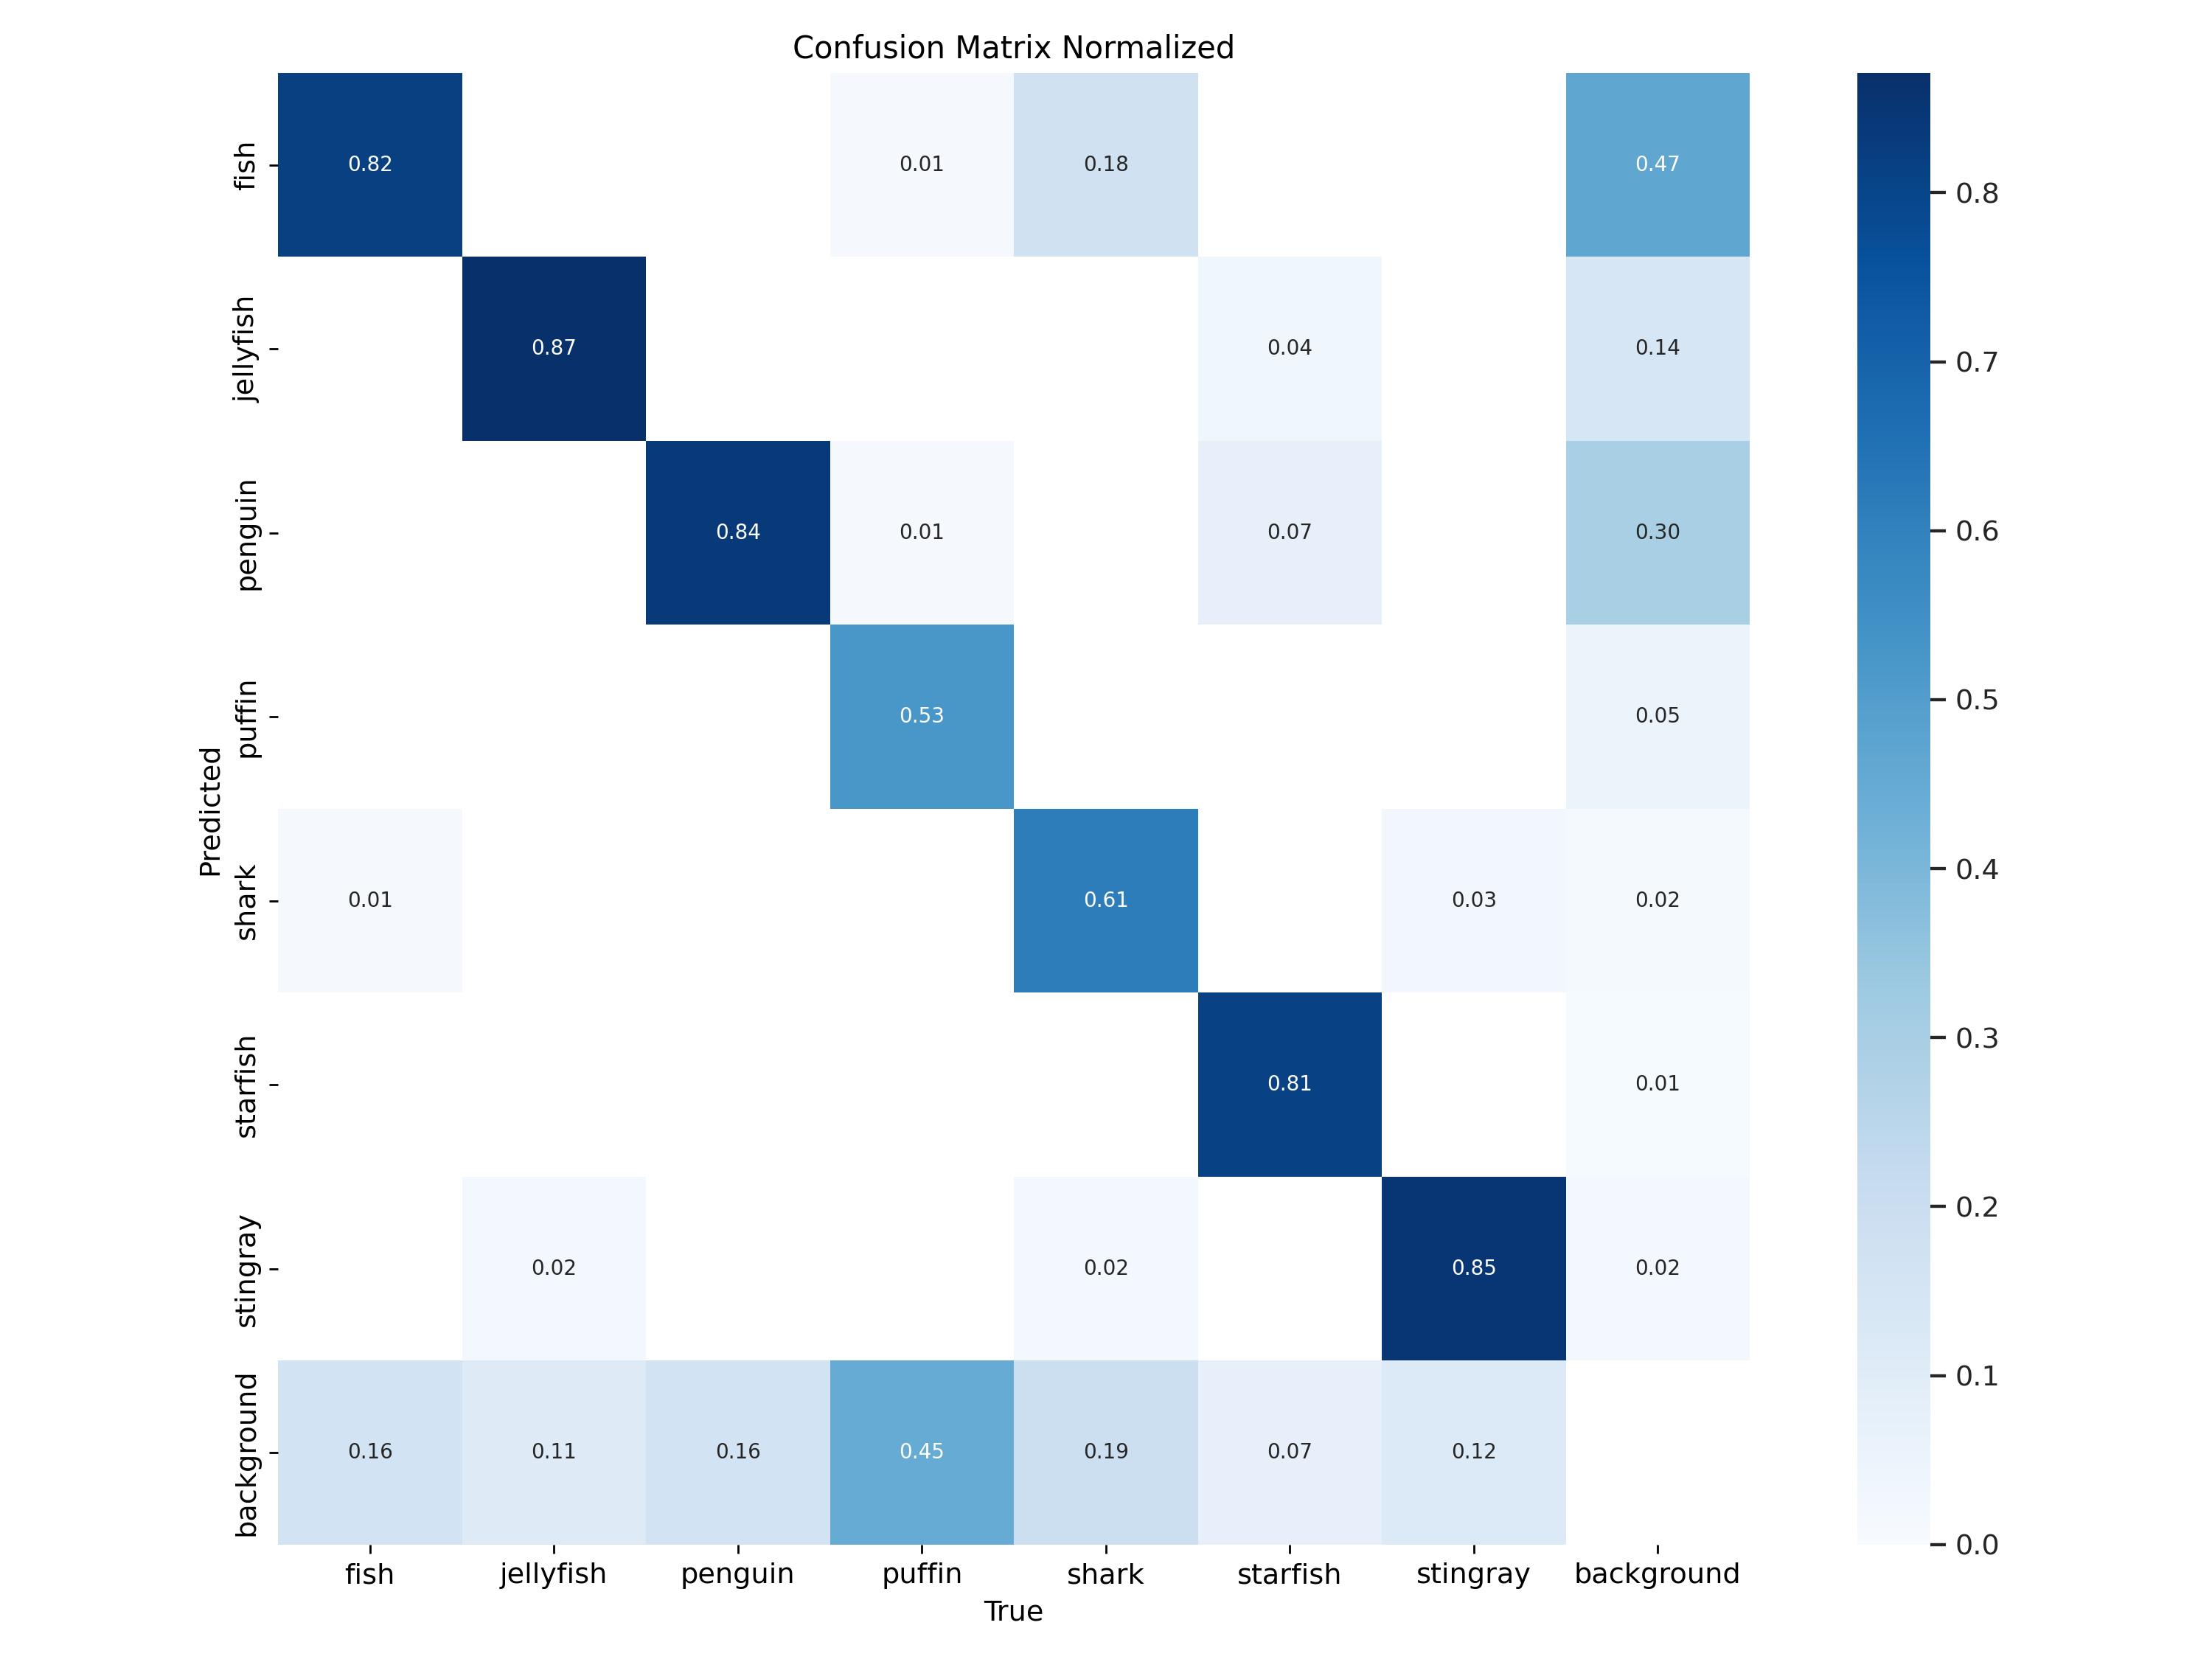 Confusion Matrix Normalized
fish 0.82 0.01 0.18 0.47
jellyfish 0.87 0.04 0.14
penguin 0.84 0.01 0.07 0.30
puffin 0.53 0.05
shark 0.01 0.61 0.03 0.02
starfish 0.81 0.01
stingray 0.02 0.02 0.85 0.02
background 0.16 0.11 0.16 0.45 0.19 0.07 0.12
fish jellyfish penguin puffin shark starfish stingray background
True
Predicted
0.8
0.7
0.6
0.5
0.4
0.3
0.2
0.1
0.0